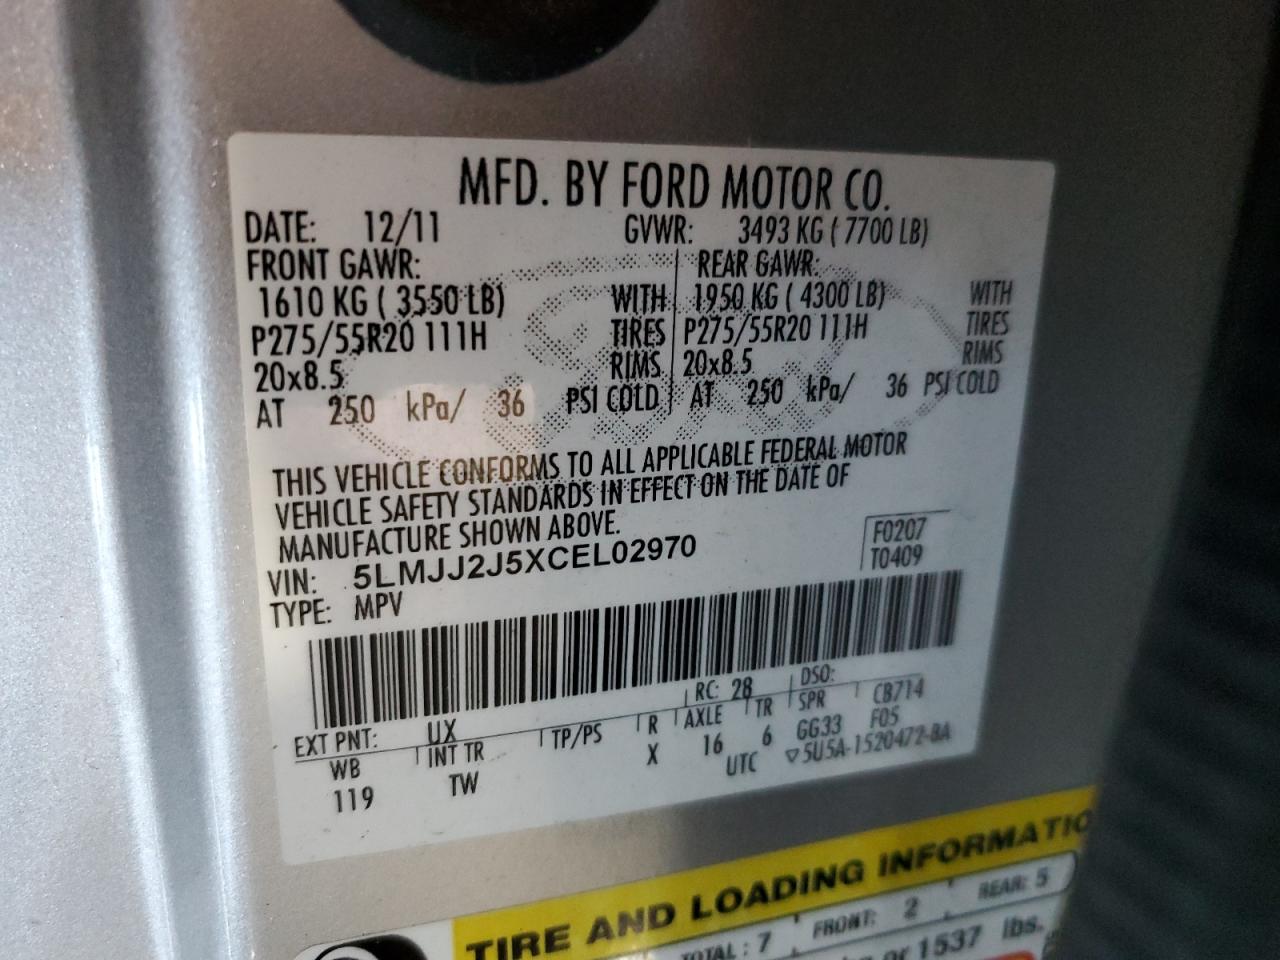 MFD. BY FORD MOTOR CO.
DATE: 12/11 GVWR: 3493 KG ( 7700 LB)
FRONT GAWR: REAR GAWR:
1610 KG ( 3550 LB) WITH 1950 KG ( 4300 LB) WITH
P275/55R20 111H TIRES P275/55R20 111H TIRES
20x8.5 RIMS 20x8.5 RIMS
AT 250 kPa/ 36 PSI COLD AT 250 kPa/ 36 PSI COLD
THIS VEHICLE CONFORMS TO ALL APPLICABLE FEDERAL MOTOR
VEHICLE SAFETY STANDARDS IN EFFECT ON THE DATE OF
MANUFACTURE SHOWN ABOVE.
F0207
VIN: 5LMJJ2J5XCEL02970
T0409
TYPE: MPV
EXT PNT: UX RC: 28 DSO:
WB INT TR TP/PS R AXLE TR SPR CB714
119 TW X 16 6 GG33 F05
UTC ▽5U5A-1520472-BA
TIRE AND LOADING INFORMATIO
TOTAL : 7 FRONT: 2 REAR: 5
or 1537 lbs.